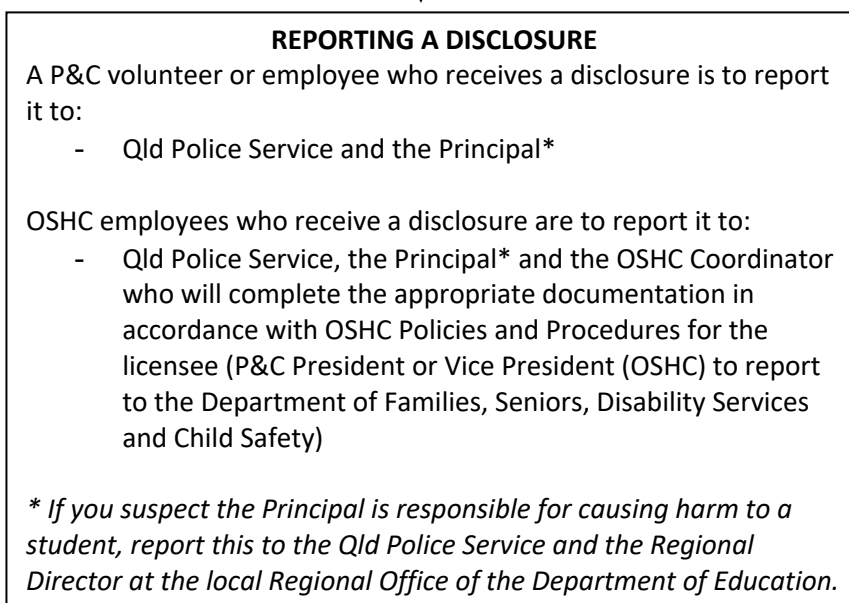 REPORTING A DISCLOSURE
A P&C volunteer or employee who receives a disclosure is to report
it to:
- Qld Police Service and the Principal*
OSHC employees who receive a disclosure are to report it to:
- Qld Police Service, the Principal* and the OSHC Coordinator
who will complete the appropriate documentation in
accordance with OSHC Policies and Procedures for the
licensee (P&C President or Vice President (OSHC) to report
to the Department of Families, Seniors, Disability Services
and Child Safety)
* If you suspect the Principal is responsible for causing harm to a
student, report this to the Qld Police Service and the Regional
Director at the local Regional Office of the Department of Education.